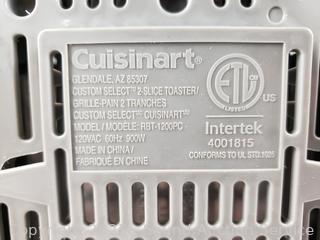 Cuisinart®
GLENDALE, AZ 85307
CUSTOM SELECT™ 2-SLICE TOASTER/
GRILLE-PAIN 2 TRANCHES
CUSTOM SELECT™ CUISINART®
MODEL / MODÈLE: RBT-1200PC
120VAC 60Hz 900W
MADE IN CHINA /
FABRIQUÉ EN CHINE
ETL CM
LISTED
US
Intertek
4001815
CONFORMS TO UL STD.1026